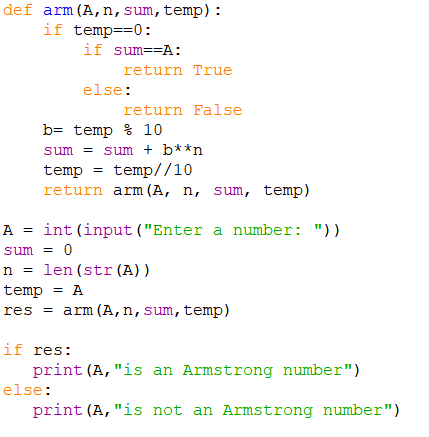 def arm(A,n,sum,temp):
    if temp==0:
        if sum==A:
            return True
        else:
            return False
    b= temp % 10
    sum = sum + b**n
    temp = temp//10
    return arm(A, n, sum, temp)

A = int(input("Enter a number: "))
sum = 0
n = len(str(A))
temp = A
res = arm(A,n,sum,temp)

if res:
   print(A,"is an Armstrong number")
else:
   print(A,"is not an Armstrong number")